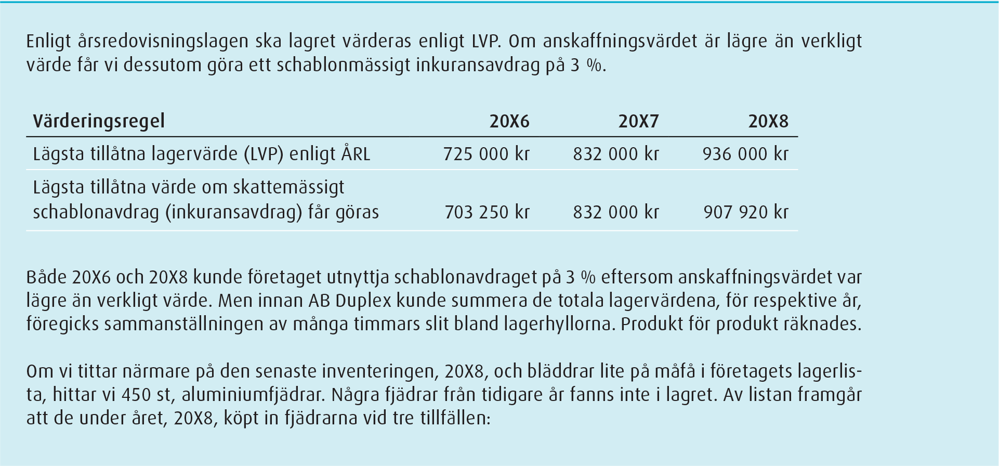 Enligt årsredovisningslagen ska lagret värderas enligt LVP. Om anskaffningsvärdet är lägre än verkligt
värde får vi dessutom göra ett schablonmässigt inkuransavdrag på 3 %.
Värderingsregel 20X6 20X7 20X8
Lägsta tillåtna lagervärde (LVP) enligt ÅRL 725 000 kr 832 000 kr 936 000 kr
Lägsta tillåtna värde om skattemässigt
schablonavdrag (inkuransavdrag) får göras 703 250 kr 832 000 kr 907 920 kr
Både 20X6 och 20X8 kunde företaget utnyttja schablonavdraget på 3 % eftersom anskaffningsvärdet var
lägre än verkligt värde. Men innan AB Duplex kunde summera de totala lagervärdena, för respektive år,
föregicks sammanställningen av många timmars slit bland lagerhyllorna. Produkt för produkt räknades.
Om vi tittar närmare på den senaste inventeringen, 20X8, och bläddrar lite på måfå i företagets lagerlis-
ta, hittar vi 450 st, aluminiumfjädrar. Några fjädrar från tidigare år fanns inte i lagret. Av listan framgår
att de under året, 20X8, köpt in fjädrarna vid tre tillfällen: